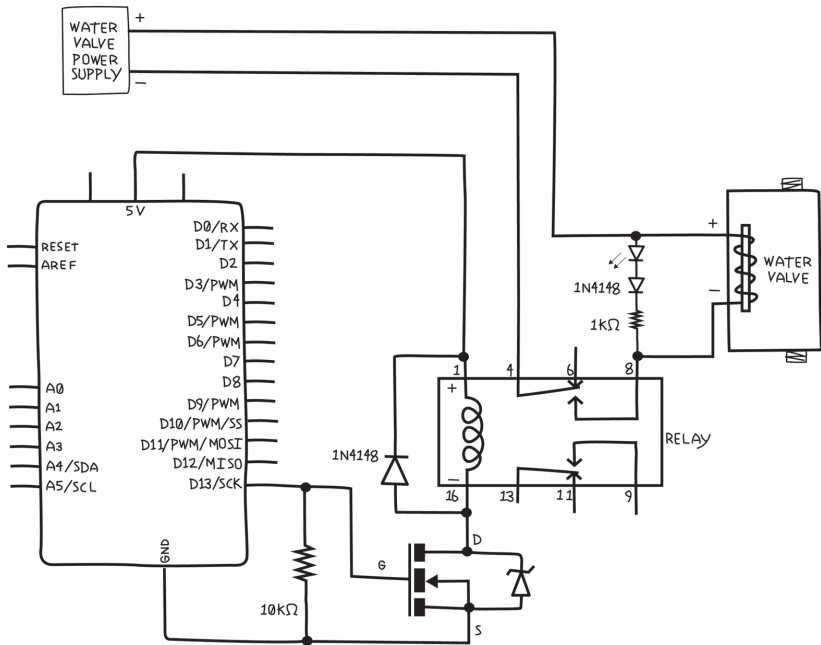 WATER
VALVE
POWER
SUPPLY
+
−
5V
RESET
AREF
D0/RX
D1/TX
D2
D3/PWM
D4
D5/PWM
D6/PWM
D7
D8
D9/PWM
D10/PWM/SS
D11/PWM/MOSI
D12/MISO
D13/SCK
A0
A1
A2
A3
A4/SDA
A5/SCL
GND
10kΩ
1N4148
1
4
6
8
+
−
16
13
11
9
RELAY
G
D
S
1N4148
1kΩ
+
−
WATER
VALVE